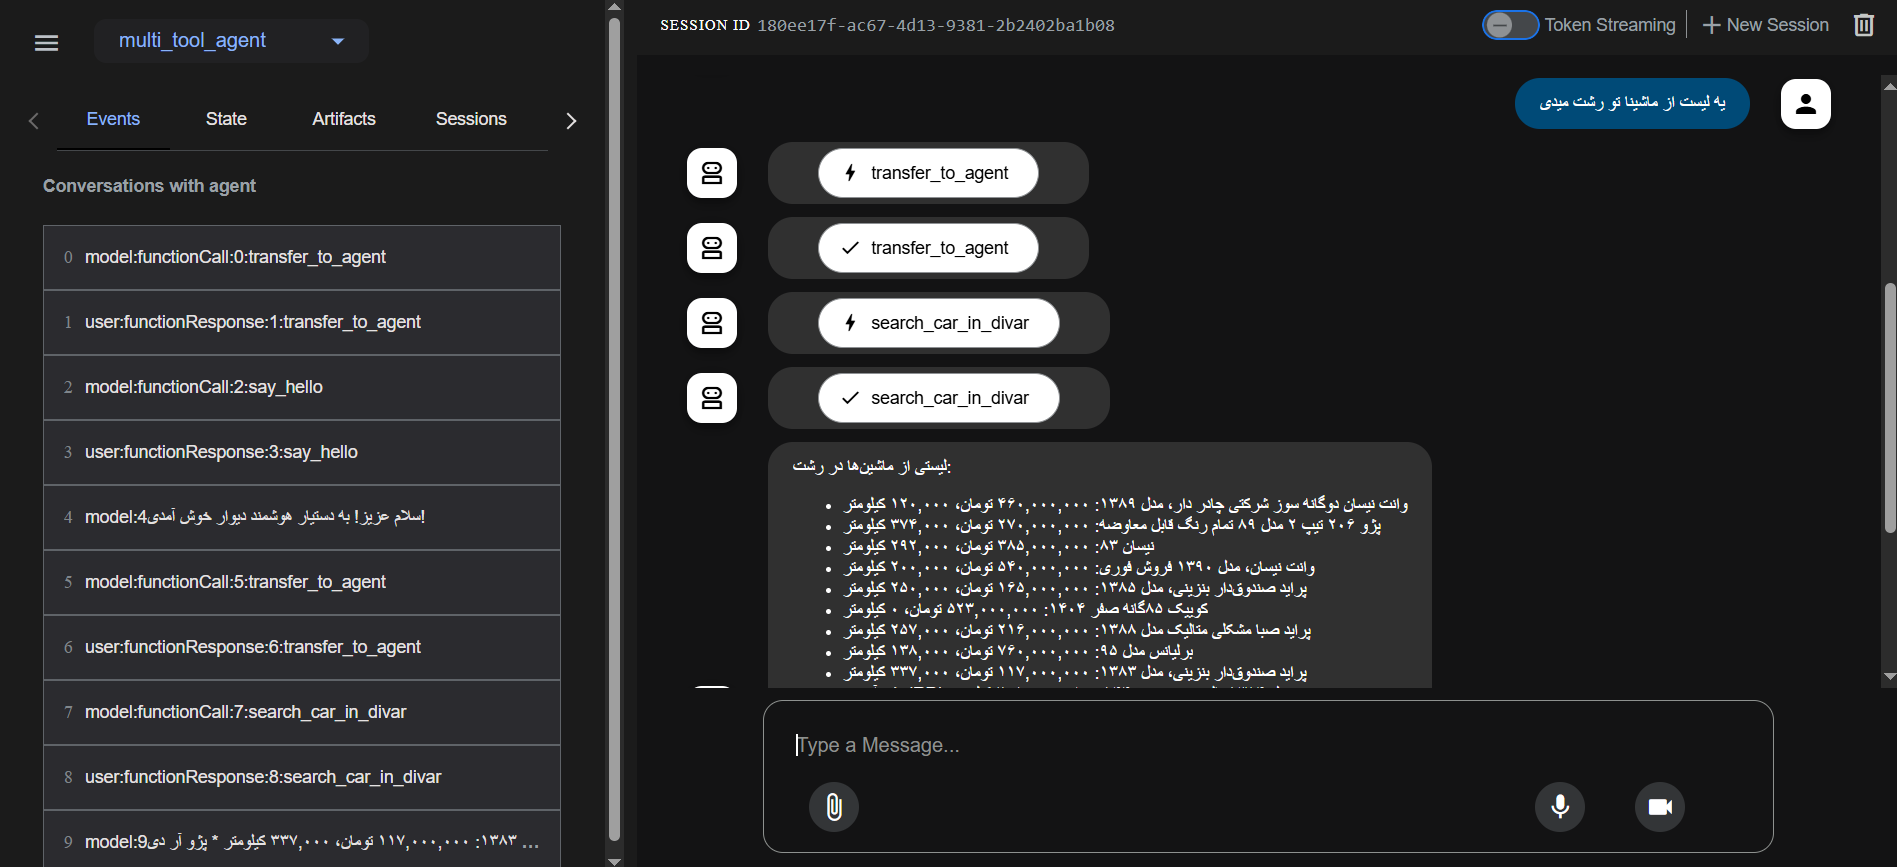 multi_tool_agent
SESSION ID 180ee17f-ac67-4d13-9381-2b2402ba1b08
Token Streaming
New Session
Events
State
Artifacts
Sessions
Conversations with agent
0 model:functionCall:0:transfer_to_agent
1 user:functionResponse:1:transfer_to_agent
2 model:functionCall:2:say_hello
3 user:functionResponse:3:say_hello
4 model:4سلام عزیز! به دستیار هوشمند دیوار خوش آمدی!
5 model:functionCall:5:transfer_to_agent
6 user:functionResponse:6:transfer_to_agent
7 model:functionCall:7:search_car_in_divar
8 user:functionResponse:8:search_car_in_divar
9 model:9۱۳۸۳: ۱۱۷,۰۰۰,۰۰۰ تومان، ۳۳۷,۰۰۰ کیلومتر * پژو آر دی ...
یه لیست از ماشینا تو رشت میدی
transfer_to_agent
transfer_to_agent
search_car_in_divar
search_car_in_divar
لیستی از ماشین‌ها در رشت:
وانت نیسان دوگانه سوز شرکتی چادر دار، مدل ۱۳۸۹: ۴۶۰,۰۰۰,۰۰۰ تومان، ۱۲۰,۰۰۰ کیلومتر
پژو ۲۰۶ تیپ ۲ مدل ۸۹ تمام رنگ قابل معاوضه: ۲۷۰,۰۰۰,۰۰۰ تومان، ۳۷۴,۰۰۰ کیلومتر
نیسان ۸۳: ۳۸۵,۰۰۰,۰۰۰ تومان، ۲۹۲,۰۰۰ کیلومتر
وانت نیسان، مدل ۱۳۹۰ فروش فوری: ۵۴۰,۰۰۰,۰۰۰ تومان، ۲۰۰,۰۰۰ کیلومتر
پراید صندوق‌دار بنزینی، مدل ۱۳۸۵: ۱۶۵,۰۰۰,۰۰۰ تومان، ۲۵۰,۰۰۰ کیلومتر
کوییک ۸۵گانه صفر ۱۴۰۴: ۵۲۳,۰۰۰,۰۰۰ تومان، ۰ کیلومتر
پراید صبا مشکلی متالیک مدل ۱۳۸۸: ۲۱۶,۰۰۰,۰۰۰ تومان، ۲۵۷,۰۰۰ کیلومتر
برلیانس مدل ۹۵: ۷۶۰,۰۰۰,۰۰۰ تومان، ۱۳۸,۰۰۰ کیلومتر
پراید صندوق‌دار بنزینی، مدل ۱۳۸۳: ۱۱۷,۰۰۰,۰۰۰ تومان، ۳۳۷,۰۰۰ کیلومتر
Type a Message...